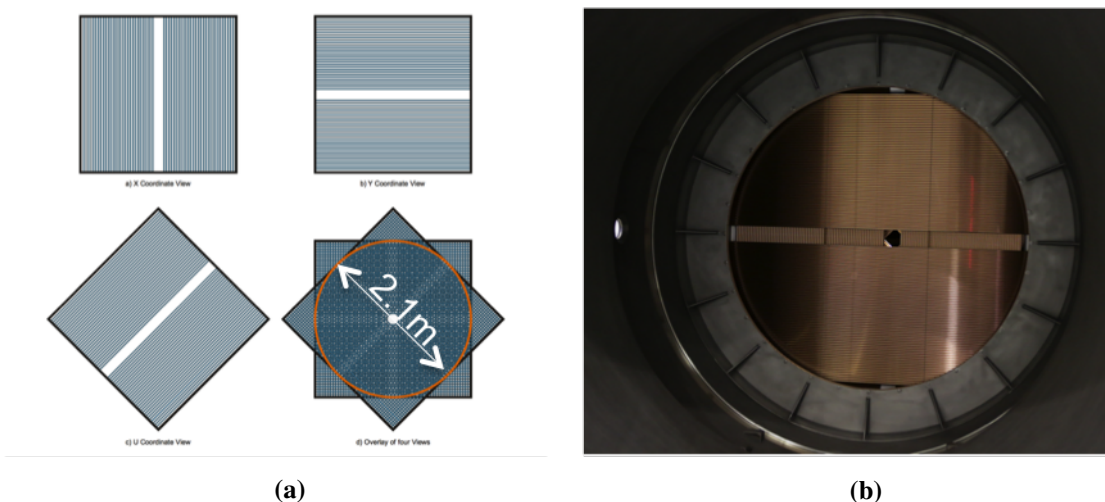 a) X Coordinate View
b) Y Coordinate View
2.1m
c) U Coordinate View
d) Overlay of four Views
(a)
(b)